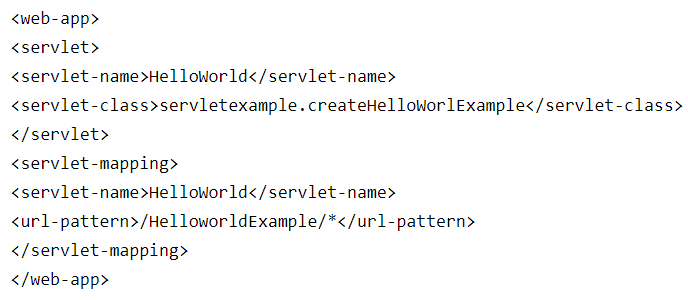 <web-app>
<servlet>
<servlet-name>HelloWorld</servlet-name>
<servlet-class>servletexample.createHelloWorlExample</servlet-class>
</servlet>
<servlet-mapping>
<servlet-name>HelloWorld</servlet-name>
<url-pattern>/HelloworldExample/*</url-pattern>
</servlet-mapping>
</web-app>